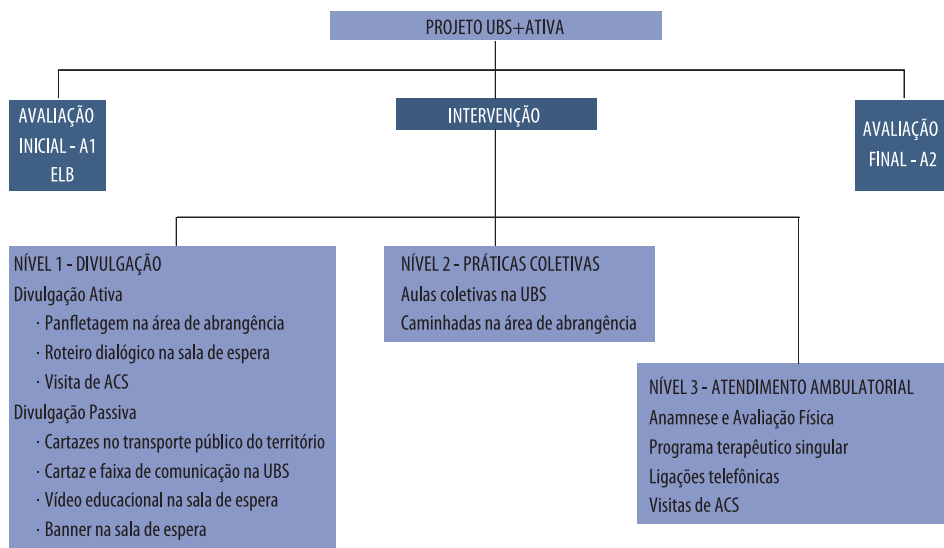 PROJETO UBS+ATIVA
AVALIAÇÃO
INICIAL - A1
ELB
INTERVENÇÃO
AVALIAÇÃO
FINAL - A2
NÍVEL 1 - DIVULGAÇÃO
Divulgação Ativa
· Panfletagem na área de abrangência
· Roteiro dialógico na sala de espera
· Visita de ACS
Divulgação Passiva
· Cartazes no transporte público do território
· Cartaz e faixa de comunicação na UBS
· Vídeo educacional na sala de espera
· Banner na sala de espera
NÍVEL 2 - PRÁTICAS COLETIVAS
Aulas coletivas na UBS
Caminhadas na área de abrangência
NÍVEL 3 - ATENDIMENTO AMBULATORIAL
Anamnese e Avaliação Física
Programa terapêutico singular
Ligações telefônicas
Visitas de ACS